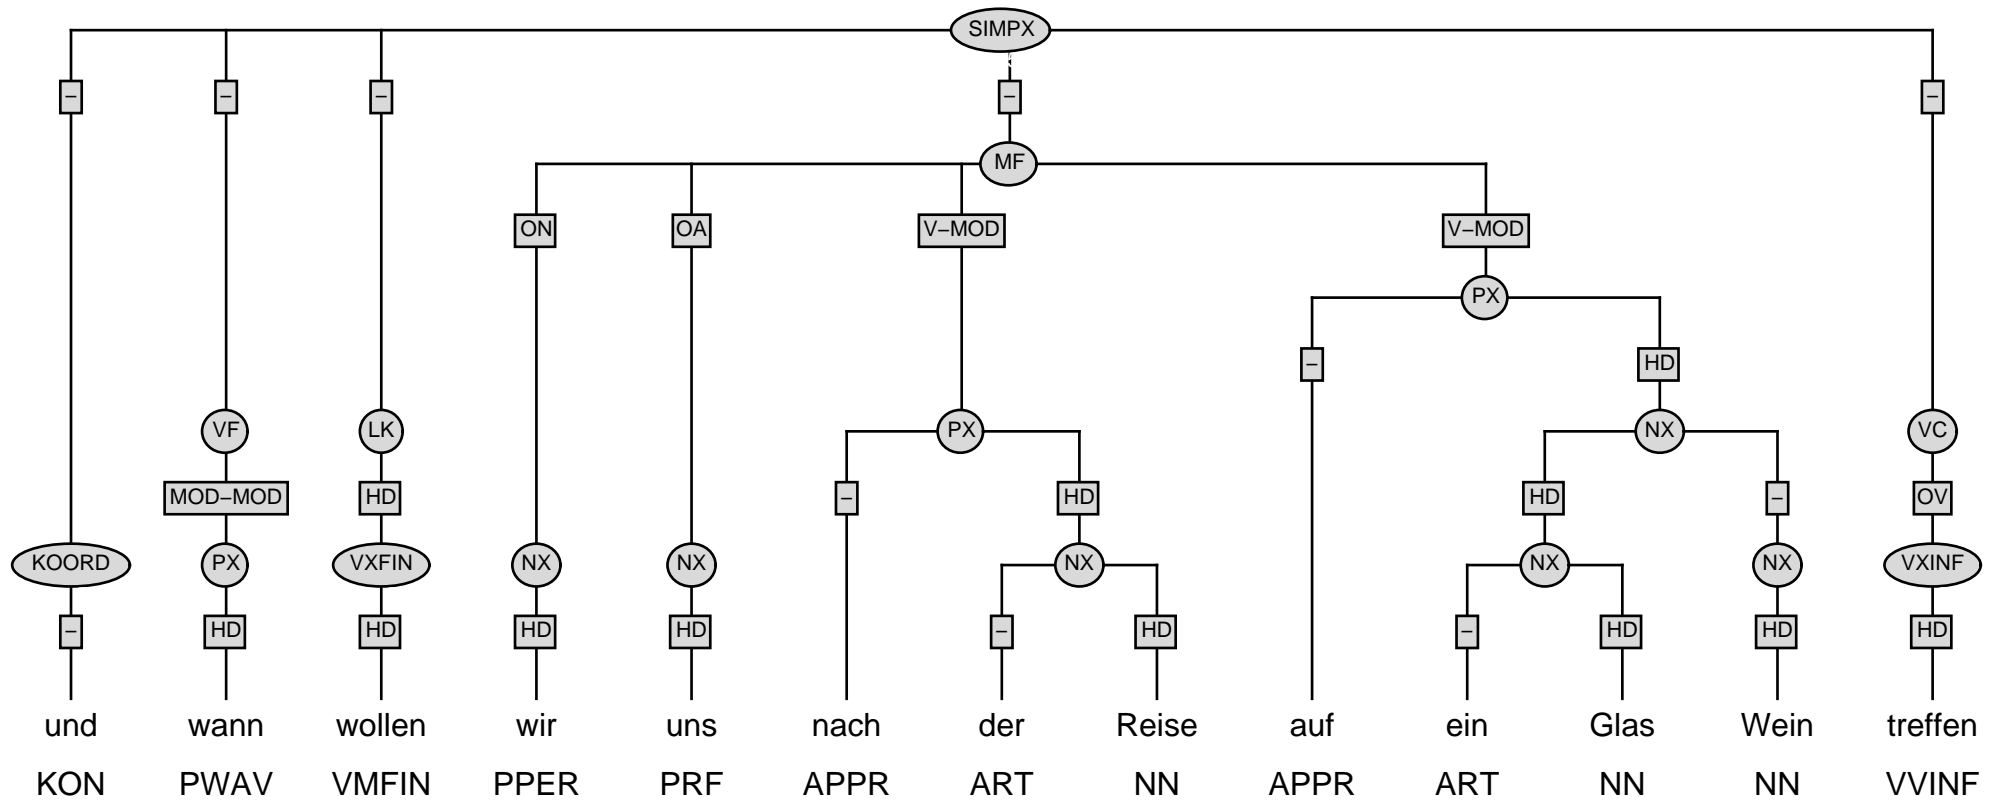 SIMPX
– – – – –
MF
ON OA V–MOD V–MOD
PX
– HD
VF LK PX NX VC
MOD–MOD HD – HD HD – OV
KOORD PX VXFIN NX NX NX NX NX VXINF
– HD HD HD HD – HD – HD HD HD
und wann wollen wir uns nach der Reise auf ein Glas Wein treffen
KON PWAV VMFIN PPER PRF APPR ART NN APPR ART NN NN VVINF